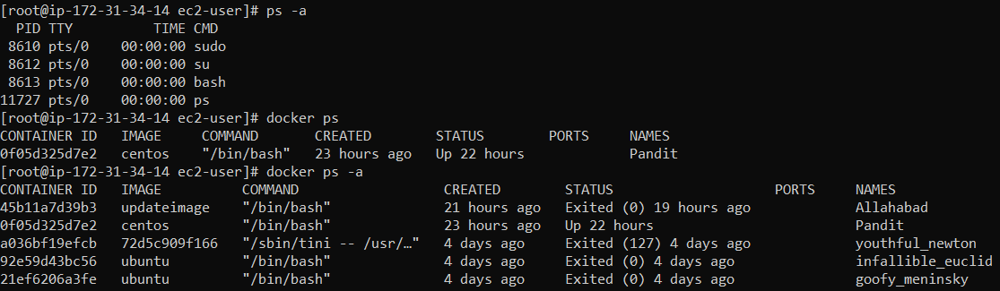 [root@ip-172-31-34-14 ec2-user]# ps -a
  PID TTY          TIME CMD
 8610 pts/0    00:00:00 sudo
 8612 pts/0    00:00:00 su
 8613 pts/0    00:00:00 bash
11727 pts/0    00:00:00 ps
[root@ip-172-31-34-14 ec2-user]# docker ps
CONTAINER ID   IMAGE     COMMAND       CREATED        STATUS        PORTS     NAMES
0f05d325d7e2   centos    "/bin/bash"   23 hours ago   Up 22 hours             Pandit
[root@ip-172-31-34-14 ec2-user]# docker ps -a
CONTAINER ID   IMAGE          COMMAND                  CREATED        STATUS                    PORTS     NAMES
45b11a7d39b3   updateimage    "/bin/bash"              21 hours ago   Exited (0) 19 hours ago             Allahabad
0f05d325d7e2   centos         "/bin/bash"              23 hours ago   Up 22 hours                         Pandit
a036bf19efcb   72d5c909f166   "/sbin/tini -- /usr/…"   4 days ago     Exited (127) 4 days ago             youthful_newton
92e59d43bc56   ubuntu         "/bin/bash"              4 days ago     Exited (0) 4 days ago               infallible_euclid
21ef6206a3fe   ubuntu         "/bin/bash"              4 days ago     Exited (0) 4 days ago               goofy_meninsky